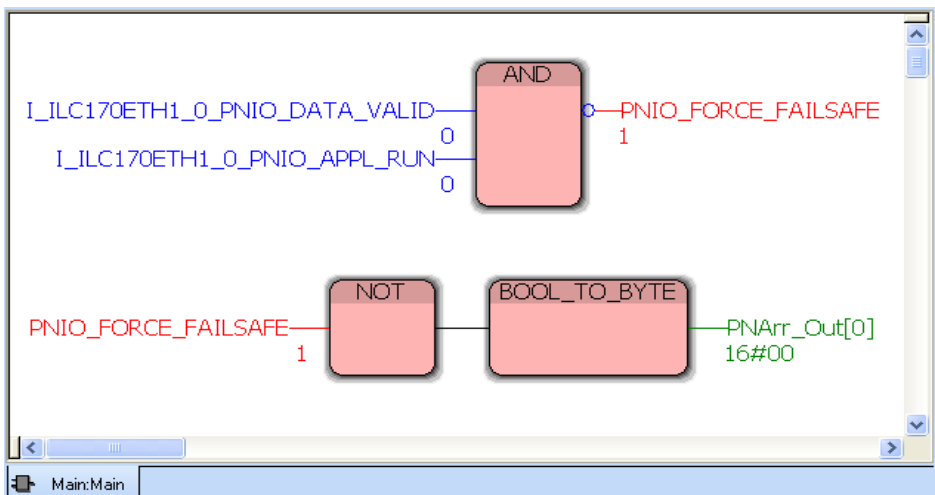 AND
I_ILC170ETH1_0_PNIO_DATA_VALID
PNIO_FORCE_FAILSAFE
0
1
I_ILC170ETH1_0_PNIO_APPL_RUN
0
NOT
BOOL_TO_BYTE
PNIO_FORCE_FAILSAFE
PNArr_Out[0]
1
16#00
Main:Main